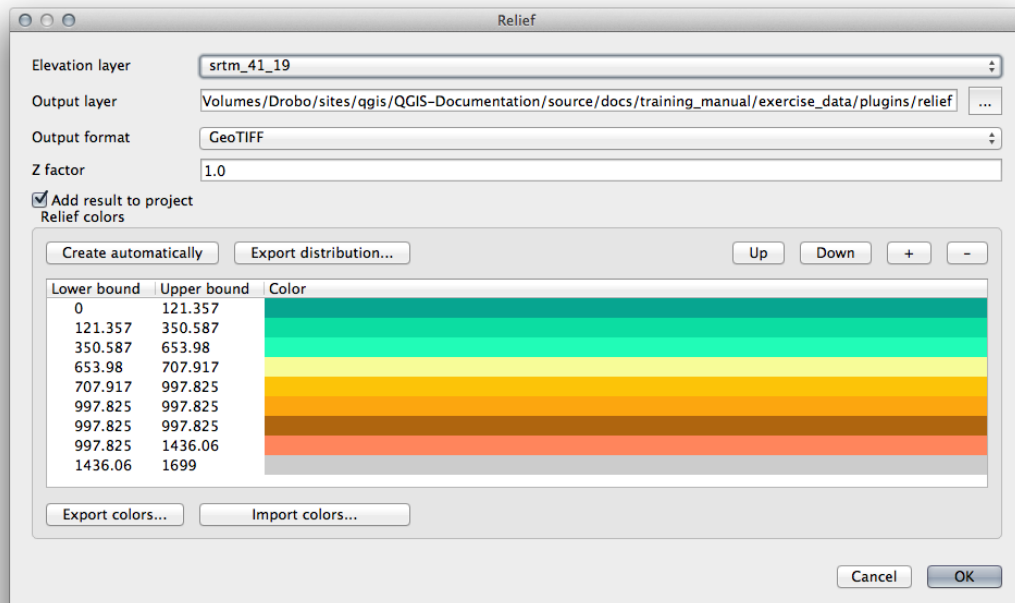 Relief
Elevation layer srtm_41_19
Output layer Volumes/Drobo/sites/qgis/QGIS-Documentation/source/docs/training_manual/exercise_data/plugins/relief ...
Output format GeoTIFF
Z factor 1.0
Add result to project
Relief colors
Create automatically Export distribution... Up Down + -
Lower bound Upper bound Color
0 121.357
121.357 350.587
350.587 653.98
653.98 707.917
707.917 997.825
997.825 997.825
997.825 997.825
997.825 1436.06
1436.06 1699
Export colors... Import colors...
Cancel OK